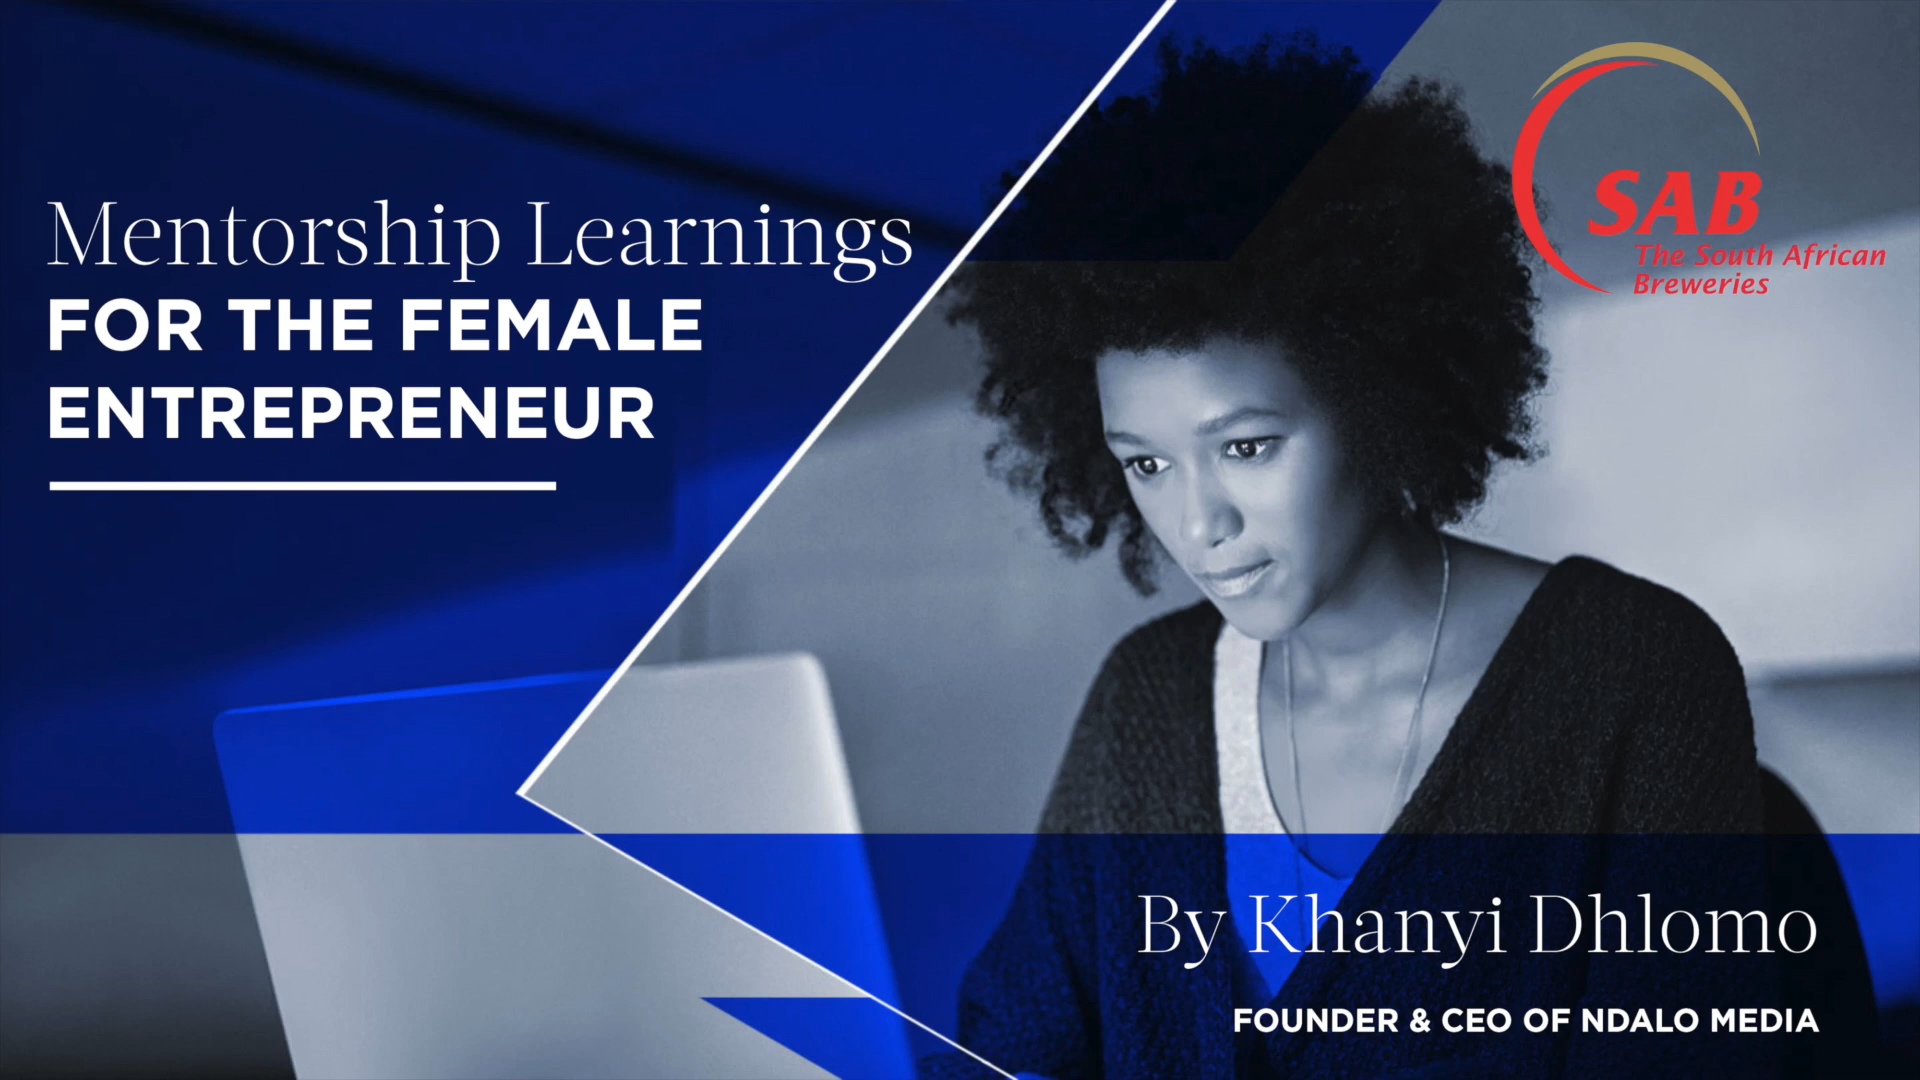 Mentorship Learnings
FOR THE FEMALE
ENTREPRENEUR
SAB
The South African
Breweries
By Khanyi Dhlomo
FOUNDER & CEO OF NDALO MEDIA